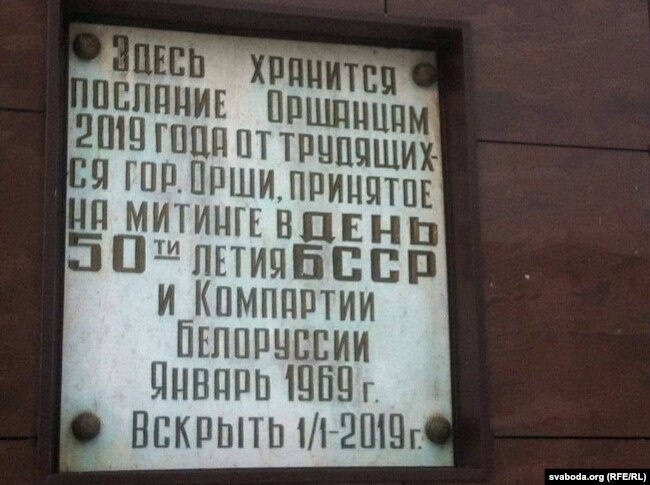 Здесь хранится
послание Оршанцам
2019 года от трудящих-
ся гор. Орши, принятое
на митинге в день
50ти летия БССР
и Компартии
Белоруссии
Январь 1969 г.
Вскрыть 1/1-2019 г.
svaboda.org (RFE/RL)